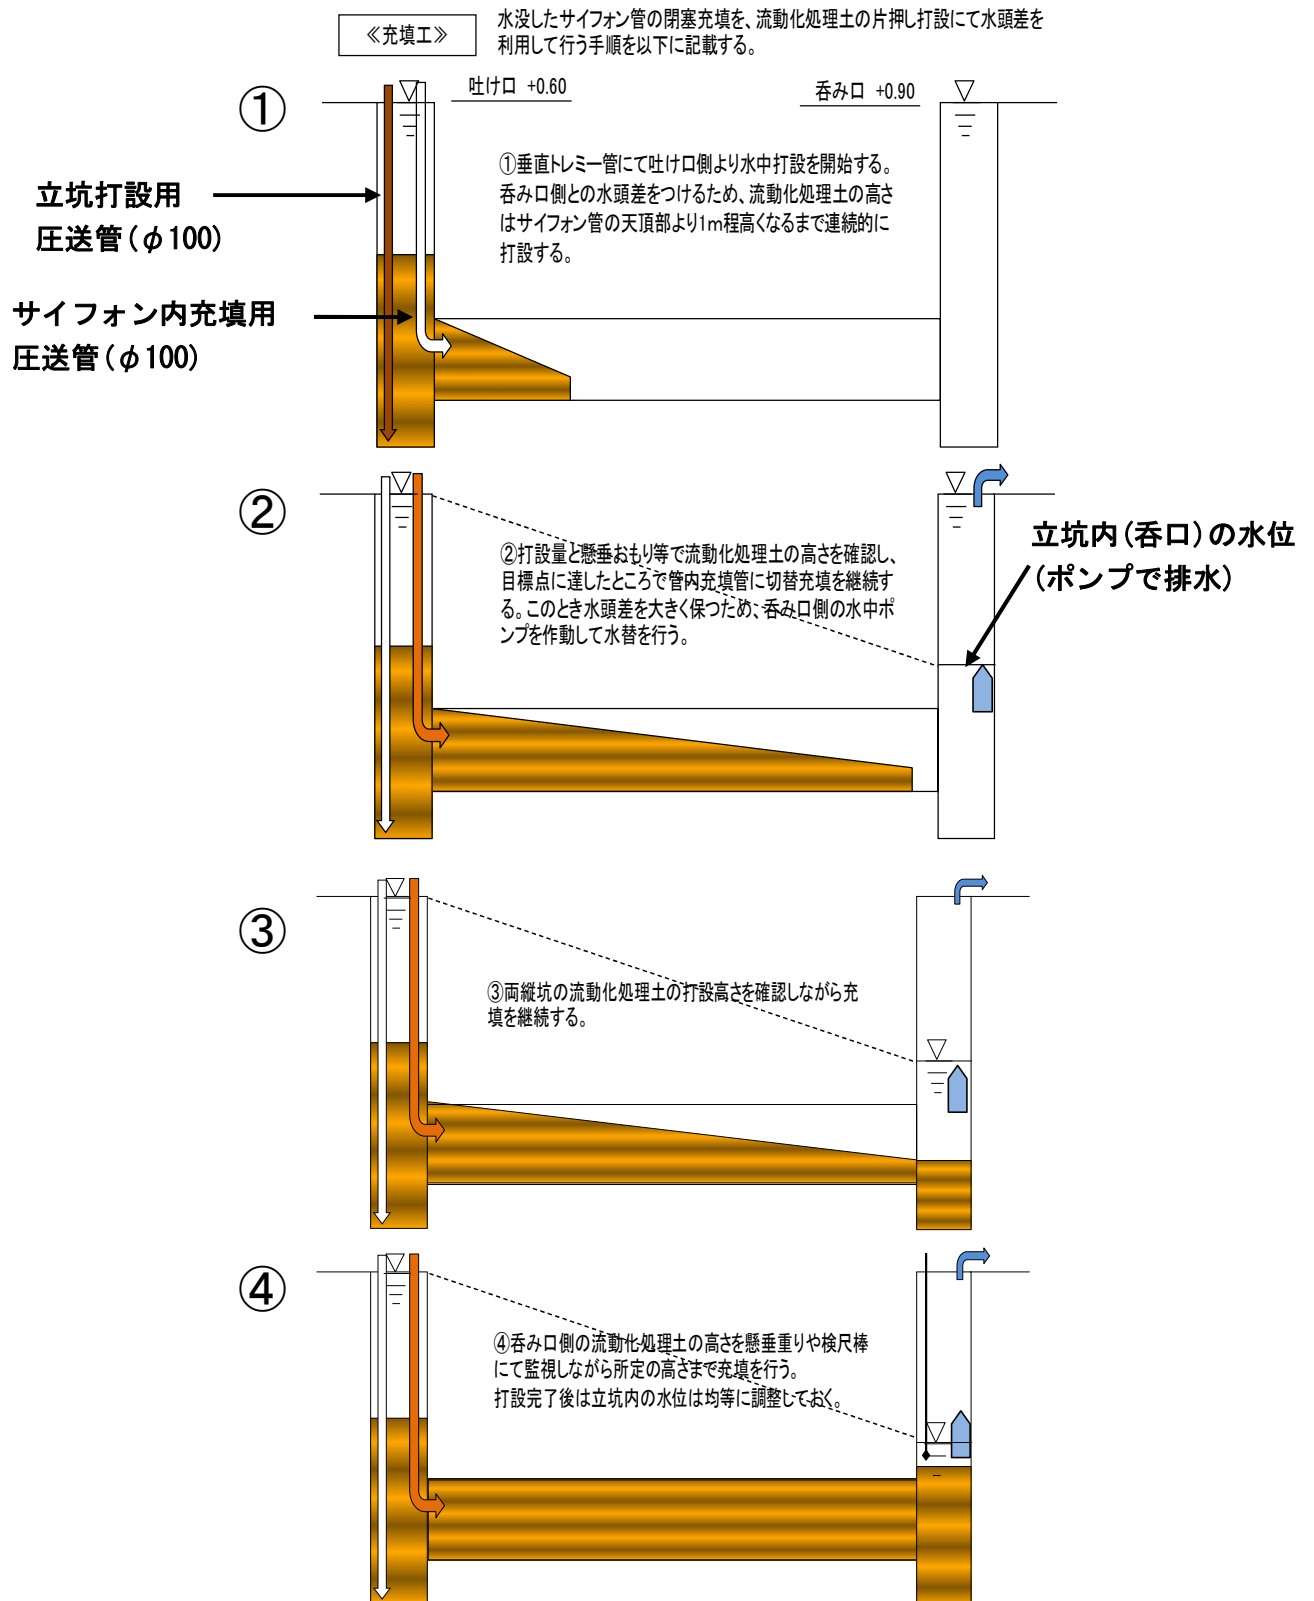 ≪充填工≫
水没したサイフォン管の閉塞充填を、流動化処理土の片押し打設にて水頭差を
利用して行う手順を以下に記載する。
①
吐け口 +0.60
呑み口 +0.90
①垂直トレミー管にて吐け口側より水中打設を開始する。
呑み口側との水頭差をつけるため、流動化処理土の高さ
はサイフォン管の天頂部より1m程高くなるまで連続的に
打設する。
立坑打設用
圧送管(φ100)
サイフォン内充填用
圧送管(φ100)
②
②打設量と懸垂おもり等で流動化処理土の高さを確認し、
目標点に達したところで管内充填管に切替充填を継続す
る。このとき水頭差を大きく保つため、呑み口側の水中ポ
ンプを作動して水替を行う。
立坑内(呑口)の水位
(ポンプで排水)
③
③両縦坑の流動化処理土の打設高さを確認しながら充
填を継続する。
④
④呑み口側の流動化処理土の高さを懸垂重りや検尺棒
にて監視しながら所定の高さまで充填を行う。
打設完了後は立坑内の水位は均等に調整しておく。